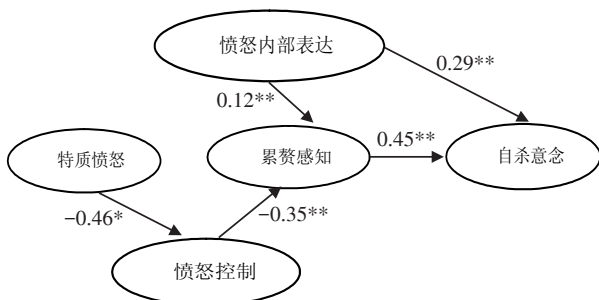 愤怒内部表达
0.29**
0.12**
特质愤怒
累赘感知
0.45**
自杀意念
−0.46*
−0.35**
愤怒控制